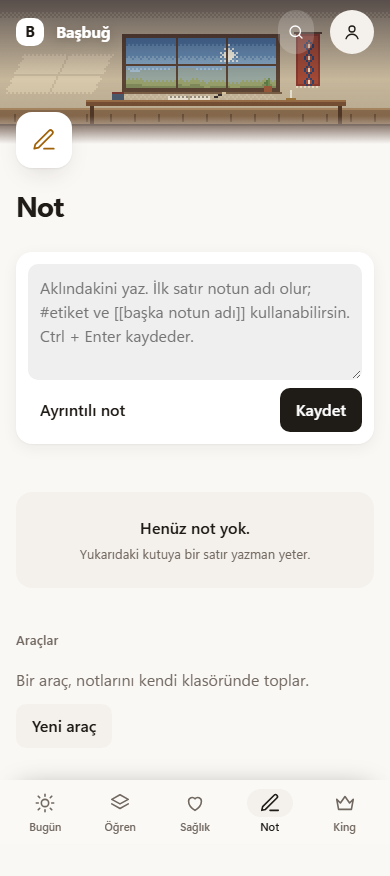 B
Başbuğ
Not
Aklındakini yaz. İlk satır notun adı olur;
#etiket ve [[başka notun adı]] kullanabilirsin.
Ctrl + Enter kaydeder.
Ayrıntılı not
Kaydet
Henüz not yok.
Yukarıdaki kutuya bir satır yazman yeter.
Araçlar
Bir araç, notlarını kendi klasöründe toplar.
Yeni araç
Bugün
Öğren
Sağlık
Not
King